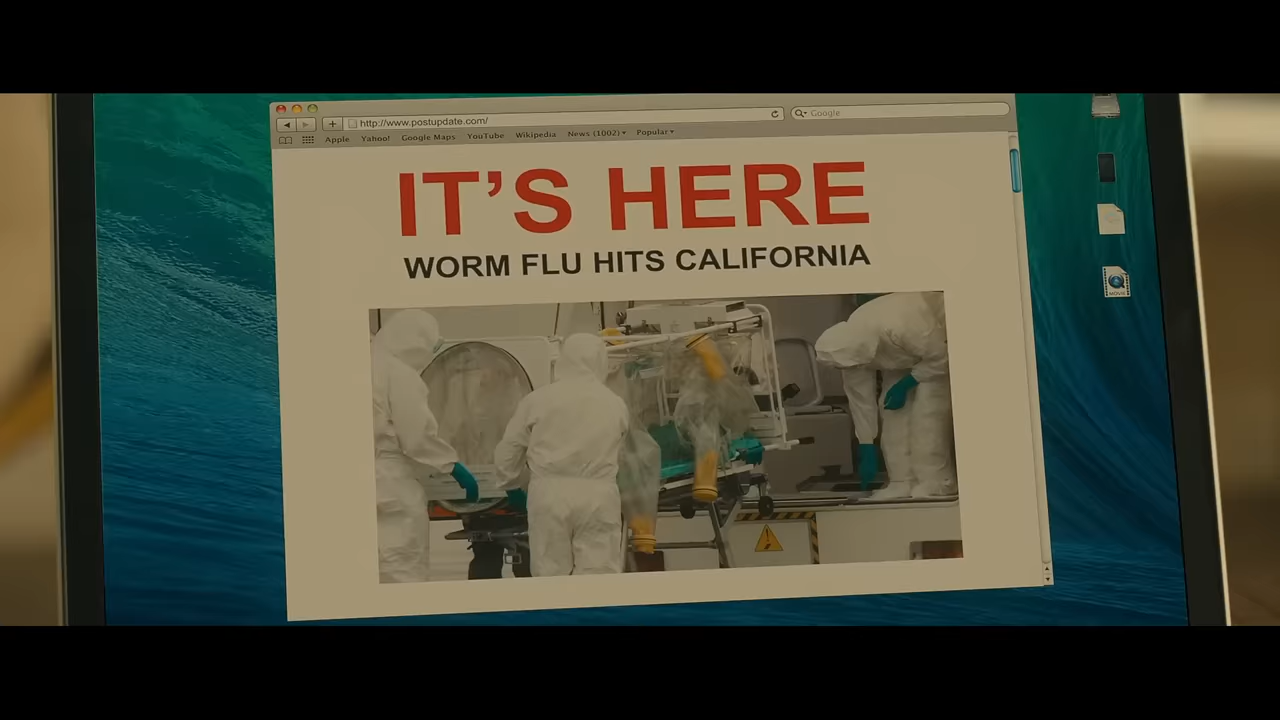 http://www.postupdate.com/
Google
Apple Yahoo! Google Maps YouTube Wikipedia News (1002) Popular
IT'S HERE
WORM FLU HITS CALIFORNIA
MOVIE